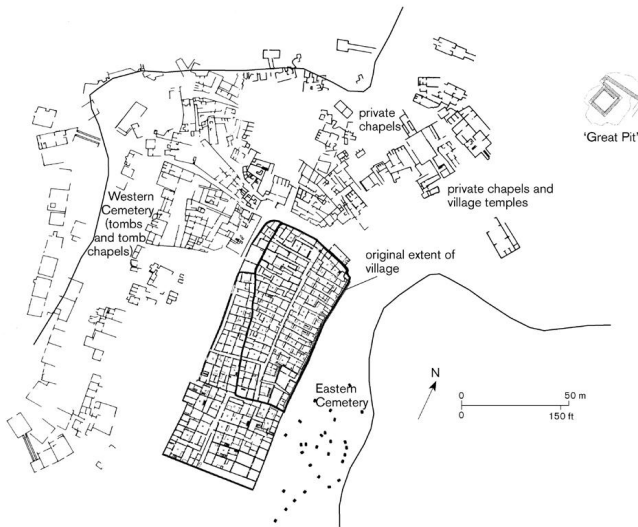 private
chapels
'Great Pit'
private chapels and
village temples
Western
Cemetery
(tombs
and tomb
chapels)
original extent of
village
Eastern
Cemetery
N
0 50 m
0 150 ft